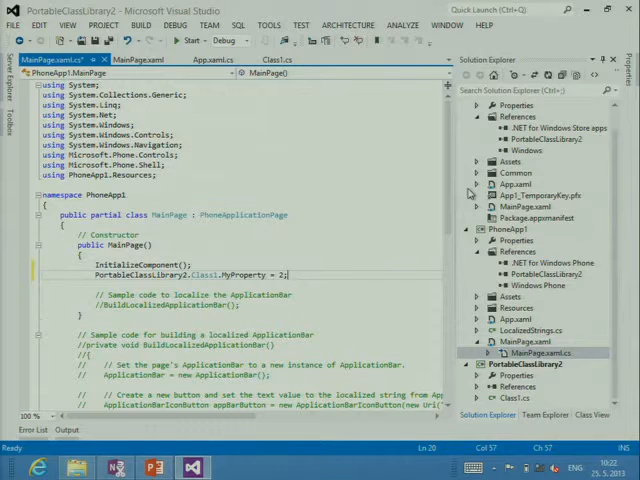 PortableClassLibrary2 - Microsoft Visual Studio
Quick Launch (Ctrl+Q)
FILE EDIT VIEW PROJECT BUILD DEBUG TEAM SQL TOOLS TEST ARCHITECTURE ANALYZE WINDOW HELP
Start Debug
Server Explorer
Toolbox
MainPage.xaml.cs* MainPage.xaml App.xaml.cs Class1.cs
PhoneApp1.MainPage MainPage()
using System;
using System.Collections.Generic;
using System.Linq;
using System.Net;
using System.Windows;
using System.Windows.Controls;
using System.Windows.Navigation;
using Microsoft.Phone.Controls;
using Microsoft.Phone.Shell;
using PhoneApp1.Resources;
namespace PhoneApp1
{
public partial class MainPage : PhoneApplicationPage
{
// Constructor
public MainPage()
{
InitializeComponent();
PortableClassLibrary2.Class1.MyProperty = 2;
// Sample code to localize the ApplicationBar
//BuildLocalizedApplicationBar();
}
// Sample code for building a localized ApplicationBar
//private void BuildLocalizedApplicationBar()
//{
// // Set the page's ApplicationBar to a new instance of ApplicationBar.
// ApplicationBar = new ApplicationBar();
// // Create a new button and set the text value to the localized string from Ap
// ApplicationBarIconButton appBarButton = new ApplicationBarIconButton(new Uri("
100 %
Error List Output
Solution Explorer
Search Solution Explorer (Ctrl+;)
Properties
References
.NET for Windows Store apps
PortableClassLibrary2
Windows
Assets
Common
App.xaml
App1_TemporaryKey.pfx
MainPage.xaml
Package.appxmanifest
PhoneApp1
Properties
References
.NET for Windows Phone
PortableClassLibrary2
Windows Phone
Assets
Resources
App.xaml
LocalizedStrings.cs
MainPage.xaml
MainPage.xaml.cs
PortableClassLibrary2
Properties
References
Class1.cs
Solution Explorer Team Explorer Class View
Properties
Ready Ln 20 Col 57 Ch 57 INS
ENG
10:22
25. 5. 2013